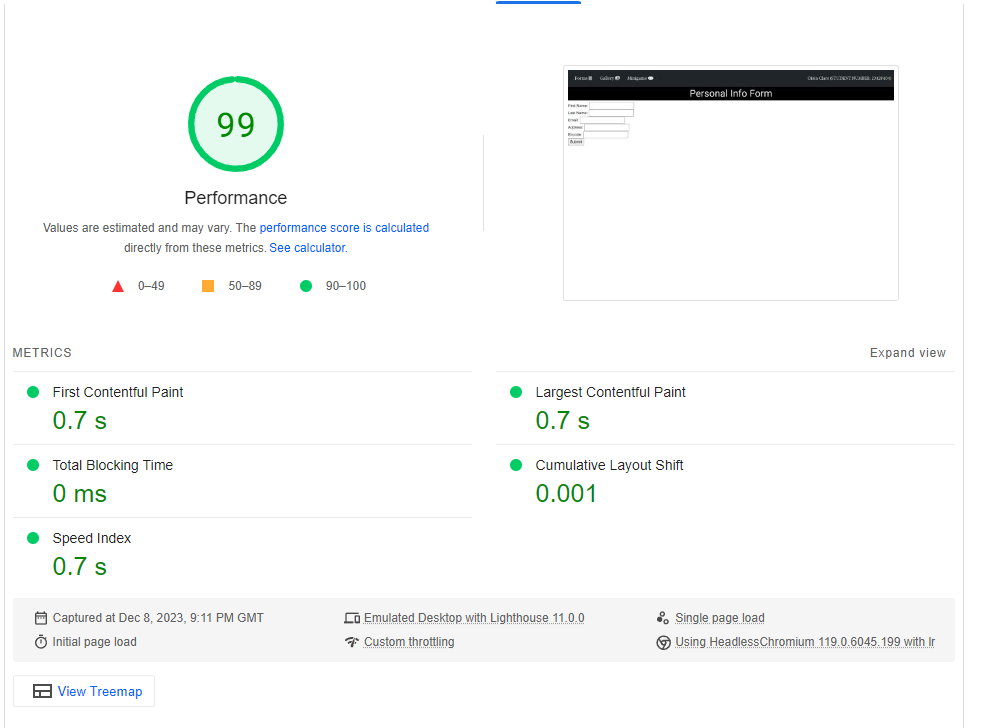 99
Performance
Values are estimated and may vary. The performance score is calculated
directly from these metrics. See calculator.
0–49
50–89
90–100
Forms
Gallery
Minigame
Personal Info Form
First Name:
Last Name:
Email:
Address:
Submit
METRICS
Expand view
First Contentful Paint
0.7 s
Largest Contentful Paint
0.7 s
Total Blocking Time
0 ms
Cumulative Layout Shift
0.001
Speed Index
0.7 s
Captured at Dec 8, 2023, 9:11 PM GMT
Emulated Desktop with Lighthouse 11.0.0
Single page load
Initial page load
Custom throttling
Using HeadlessChromium 119.0.6045.199 with lr
View Treemap